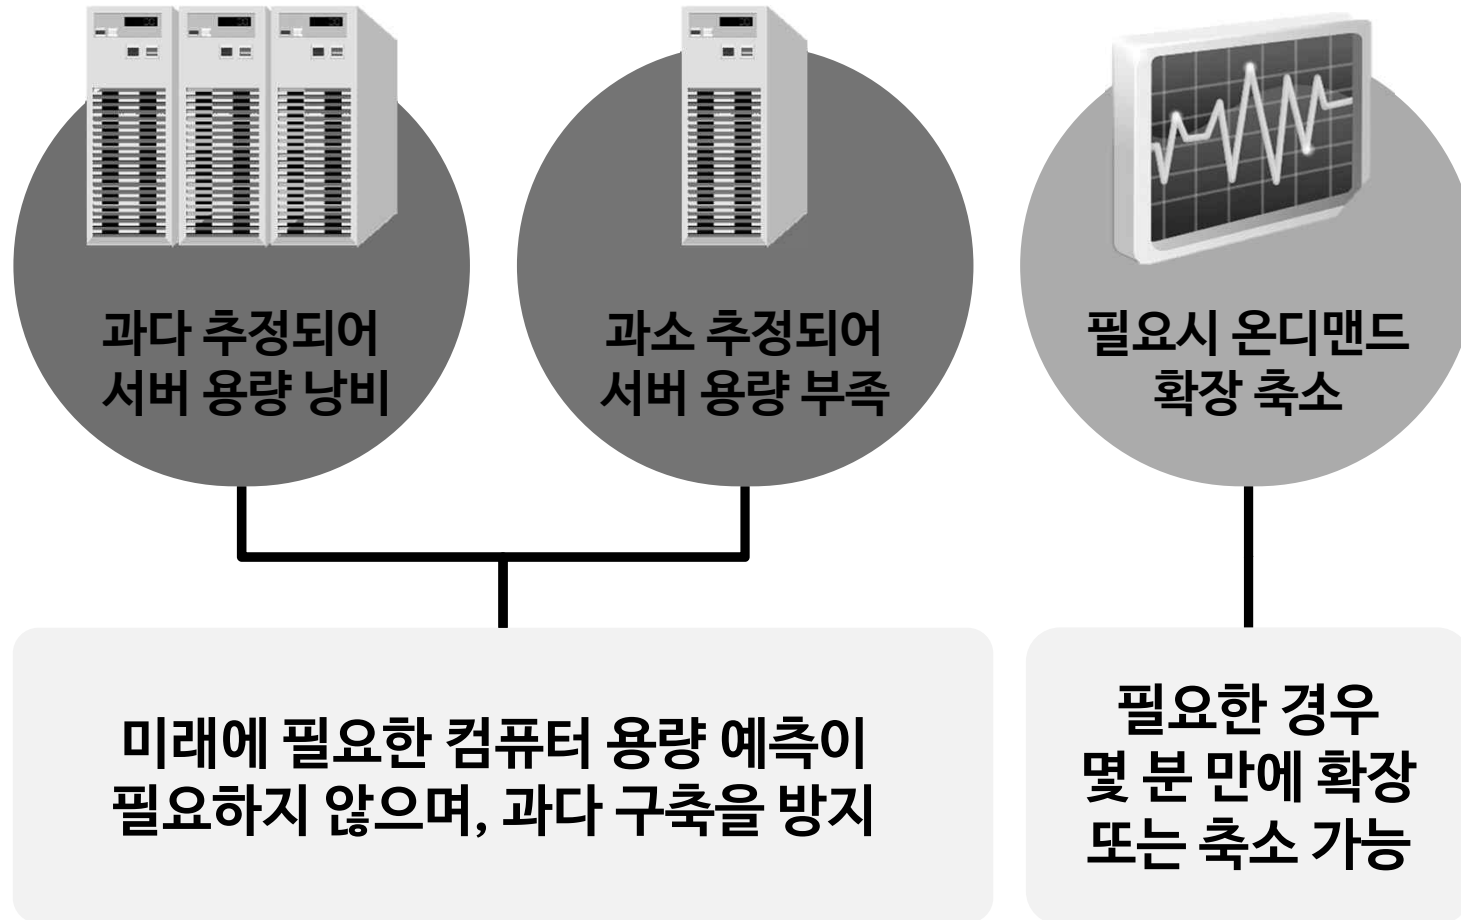 과다 추정되어
서버 용량 낭비
과소 추정되어
서버 용량 부족
필요시 온디맨드
확장 축소
미래에 필요한 컴퓨터 용량 예측이
필요하지 않으며, 과다 구축을 방지
필요한 경우
몇 분 만에 확장
또는 축소 가능